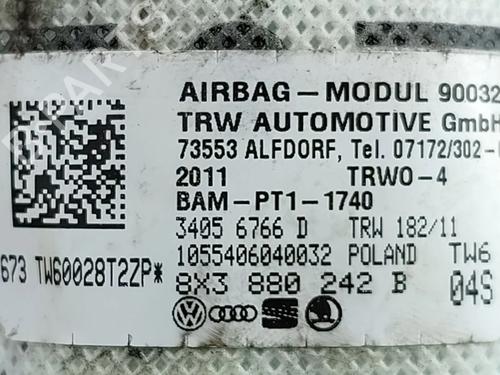 AIRBAG – MODUL 90032
TRW AUTOMOTIVE GmbH
73553 ALFDORF, Tel. 07172/302-
2011 TRWO-4
BAM-PT1-1740
3405 6766 D TRW 182/11
1055406040032 POLAND TW6
673 TW60028T2ZP* 8X3 880 242 B 04S